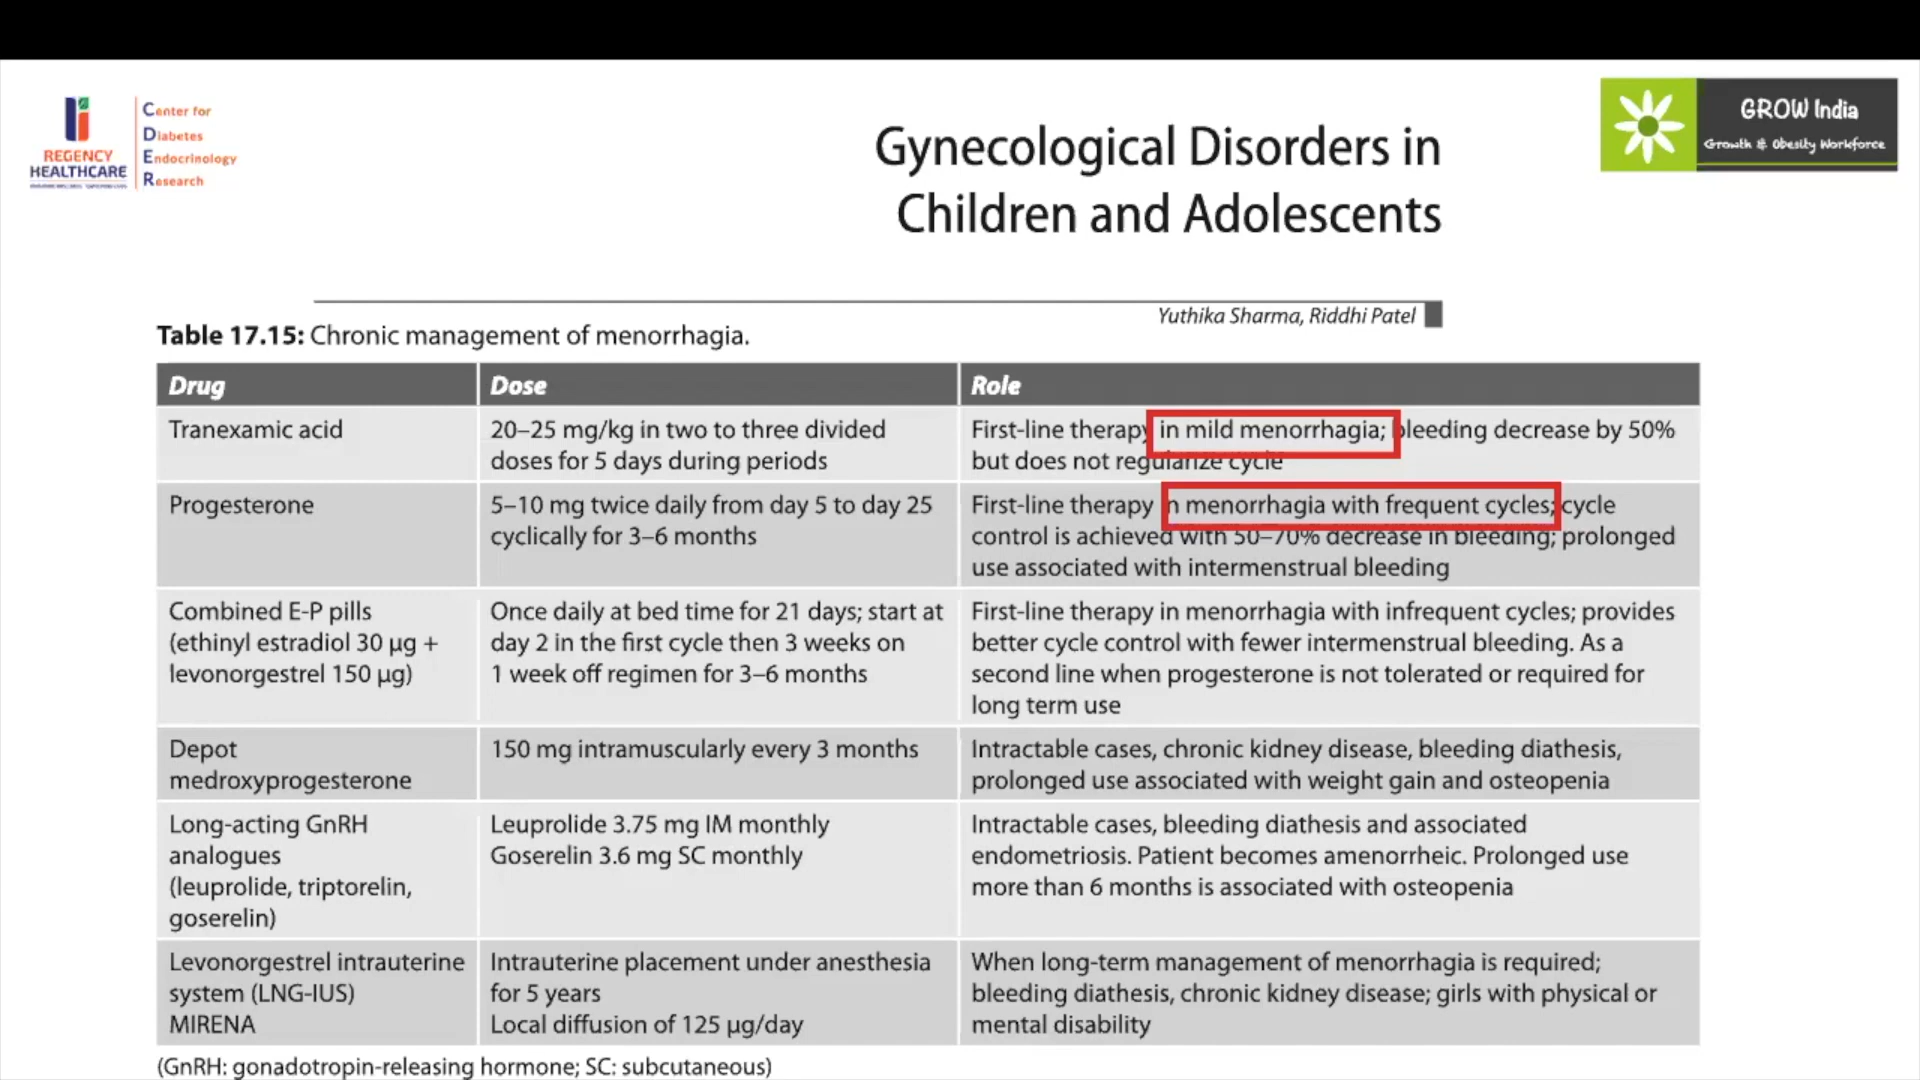 REGENCY
HEALTHCARE
Center for
Diabetes
Endocrinology
Research
GROW India
Growth & Obesity Workforce
Gynecological Disorders in
Children and Adolescents
Yuthika Sharma, Riddhi Patel
Table 17.15: Chronic management of menorrhagia.
Drug Dose Role
Tranexamic acid
20–25 mg/kg in two to three divided
doses for 5 days during periods
First-line therapy in mild menorrhagia; bleeding decrease by 50%
but does not regularize cycle
Progesterone
5–10 mg twice daily from day 5 to day 25
cyclically for 3–6 months
First-line therapy in menorrhagia with frequent cycles; cycle
control is achieved with 50–70% decrease in bleeding; prolonged
use associated with intermenstrual bleeding
Combined E-P pills
(ethinyl estradiol 30 µg +
levonorgestrel 150 µg)
Once daily at bed time for 21 days; start at
day 2 in the first cycle then 3 weeks on
1 week off regimen for 3–6 months
First-line therapy in menorrhagia with infrequent cycles; provides
better cycle control with fewer intermenstrual bleeding. As a
second line when progesterone is not tolerated or required for
long term use
Depot
medroxyprogesterone
150 mg intramuscularly every 3 months
Intractable cases, chronic kidney disease, bleeding diathesis,
prolonged use associated with weight gain and osteopenia
Long-acting GnRH
analogues
(leuprolide, triptorelin,
goserelin)
Leuprolide 3.75 mg IM monthly
Goserelin 3.6 mg SC monthly
Intractable cases, bleeding diathesis and associated
endometriosis. Patient becomes amenorrheic. Prolonged use
more than 6 months is associated with osteopenia
Levonorgestrel intrauterine
system (LNG-IUS)
MIRENA
Intrauterine placement under anesthesia
for 5 years
Local diffusion of 125 µg/day
When long-term management of menorrhagia is required;
bleeding diathesis, chronic kidney disease; girls with physical or
mental disability
(GnRH: gonadotropin-releasing hormone; SC: subcutaneous)